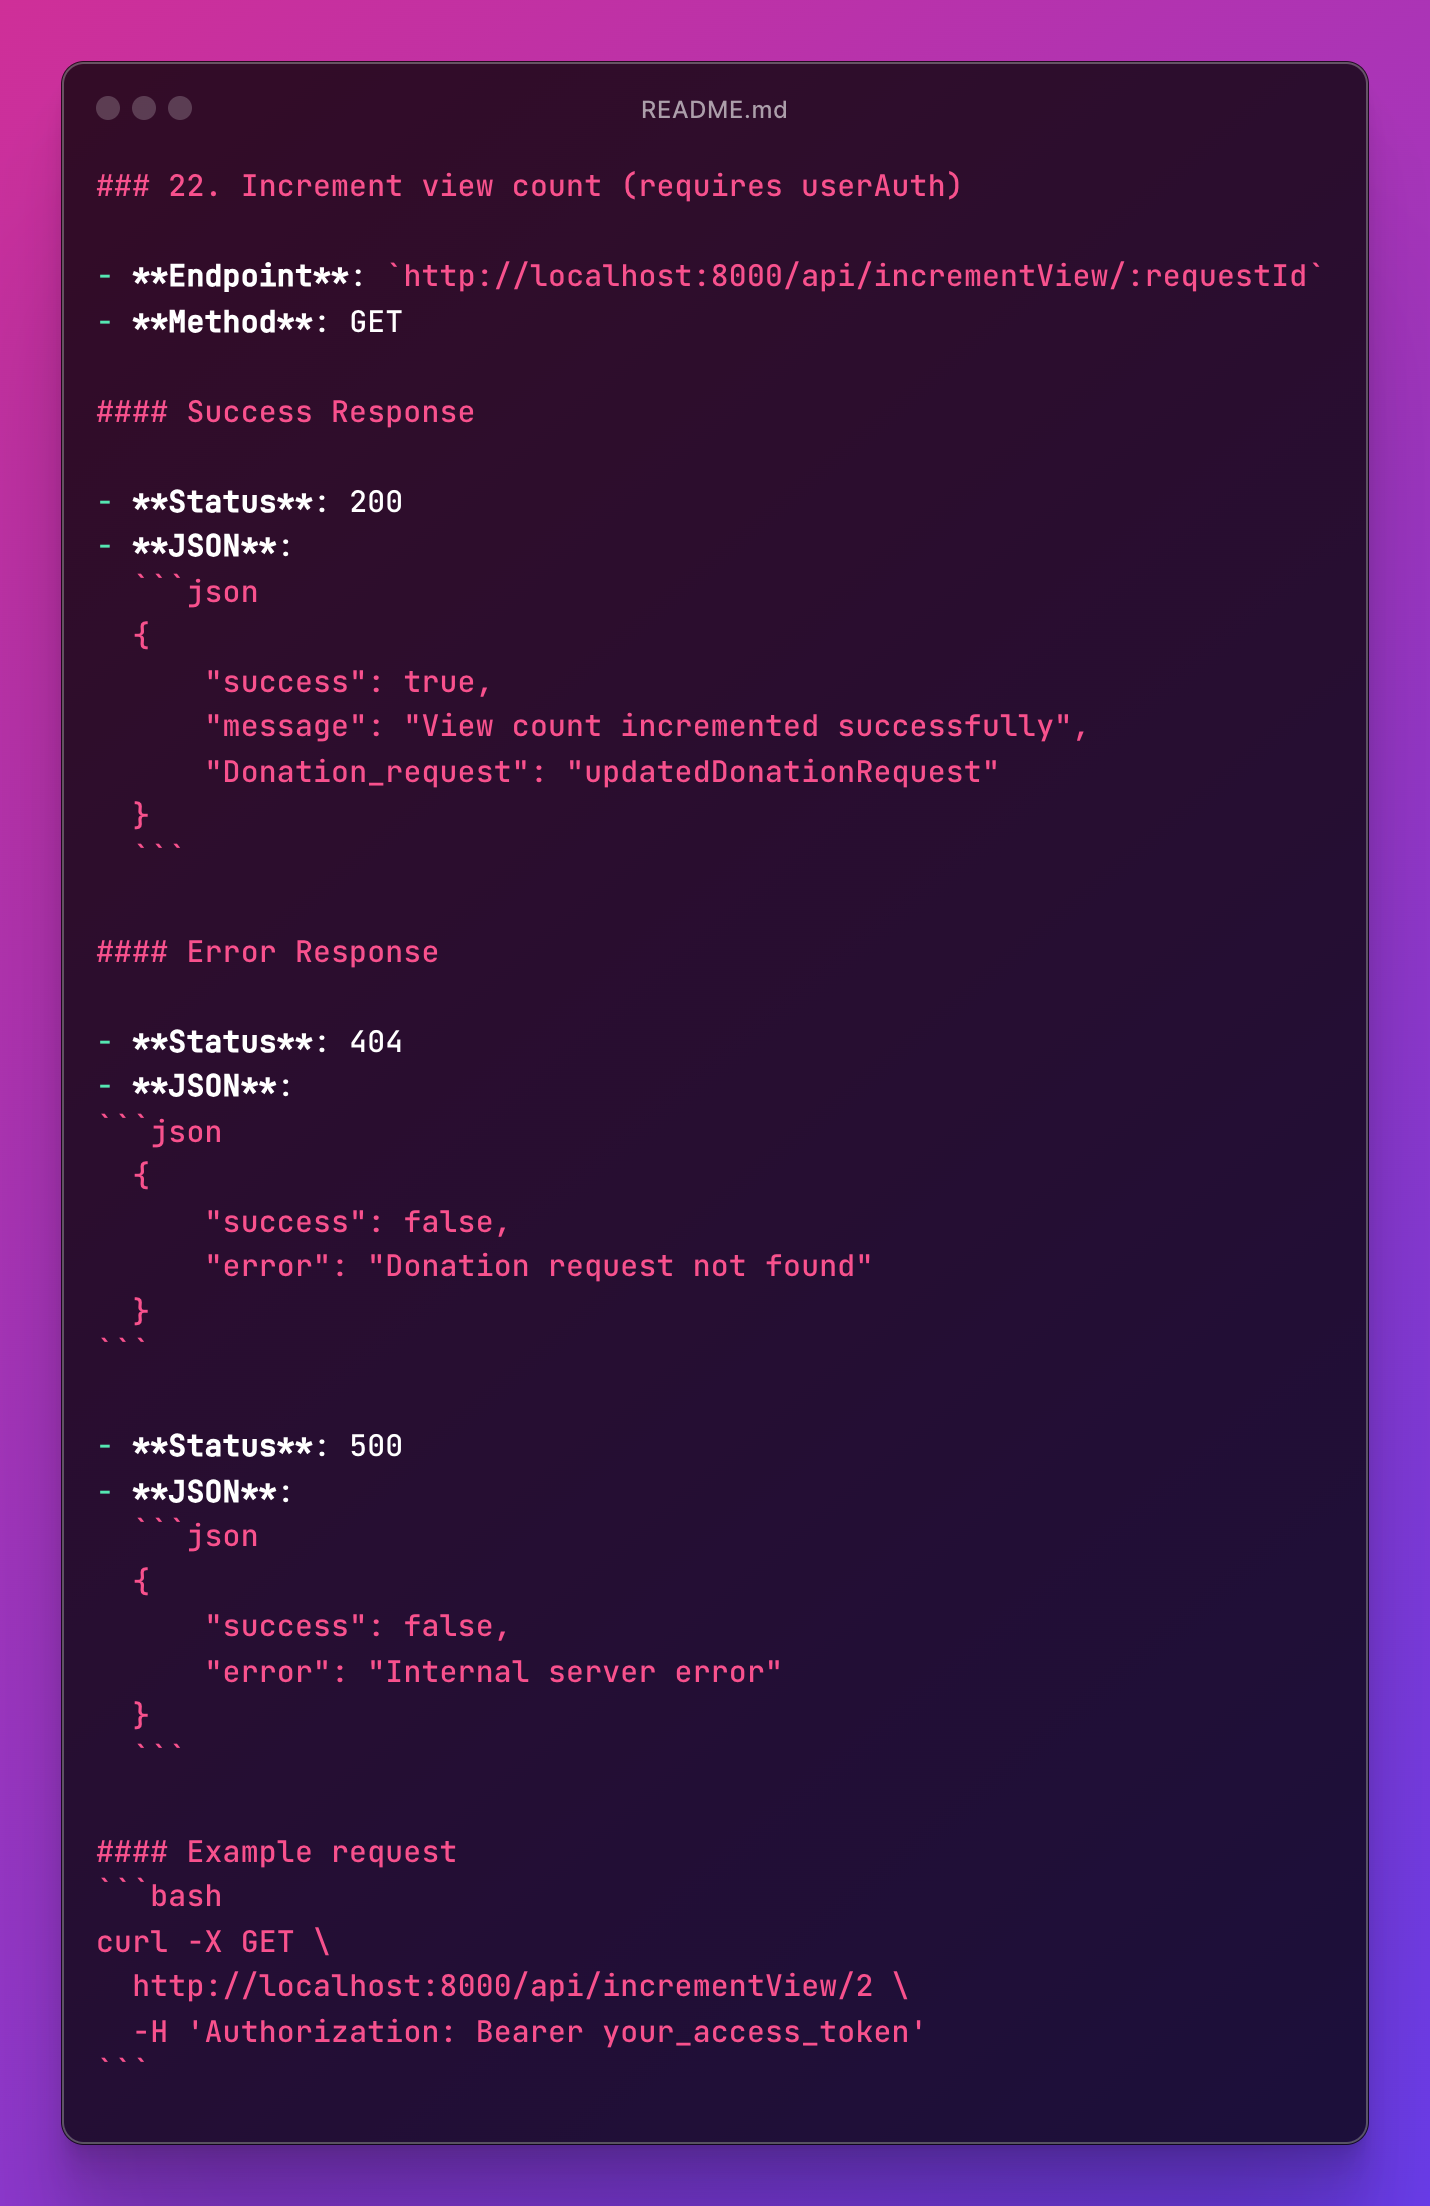 README.md
### 22. Increment view count (requires userAuth)
- **Endpoint**: `http://localhost:8000/api/incrementView/:requestId`
- **Method**: GET
#### Success Response
- **Status**: 200
- **JSON**:
  ```json
  {
      "success": true,
      "message": "View count incremented successfully",
      "Donation_request": "updatedDonationRequest"
  }
  ```
#### Error Response
- **Status**: 404
- **JSON**:
```json
  {
      "success": false,
      "error": "Donation request not found"
  }
```
- **Status**: 500
- **JSON**:
  ```json
  {
      "success": false,
      "error": "Internal server error"
  }
  ```
#### Example request
```bash
curl -X GET \
  http://localhost:8000/api/incrementView/2 \
  -H 'Authorization: Bearer your_access_token'
```